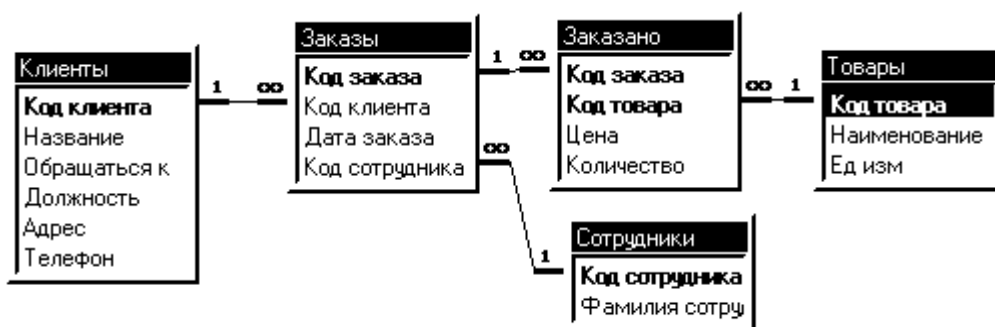 Клиенты
Код клиента
Название
Обращаться к
Должность
Адрес
Телефон
1 ∞
Заказы
Код заказа
Код клиента
Дата заказа
Код сотрудника
1 ∞
∞
1
Заказано
Код заказа
Код товара
Цена
Количество
∞ 1
Товары
Код товара
Наименование
Ед изм
Сотрудники
Код сотрудника
Фамилия сотру